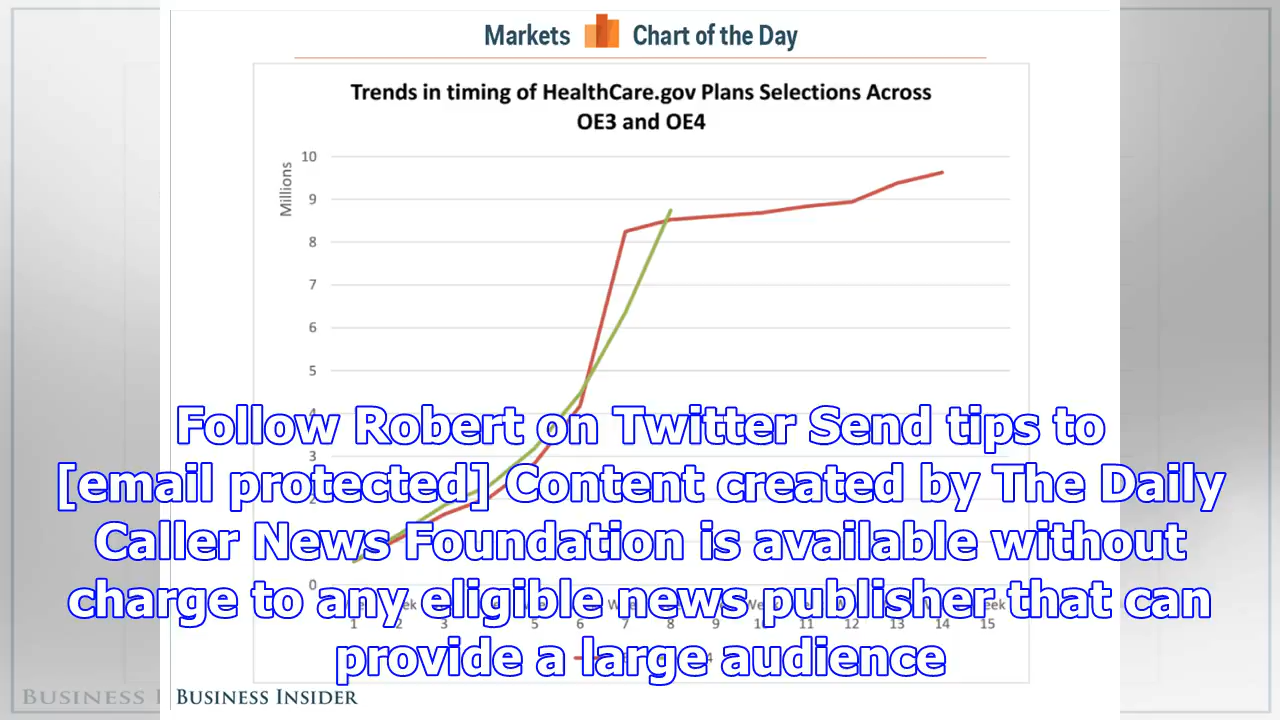 Markets Chart of the Day
Trends in timing of HealthCare.gov Plans Selections Across
OE3 and OE4
Millions
10
9
8
7
6
5
4
3
2
0
Follow Robert on Twitter Send tips to
[email protected] Content created by The Daily
Caller News Foundation is available without
charge to any eligible news publisher that can
provide a large audience
1 2 3 5 6 7 8 9 10 11 12 13 14 15
BUSINESS I BUSINESS INSIDER